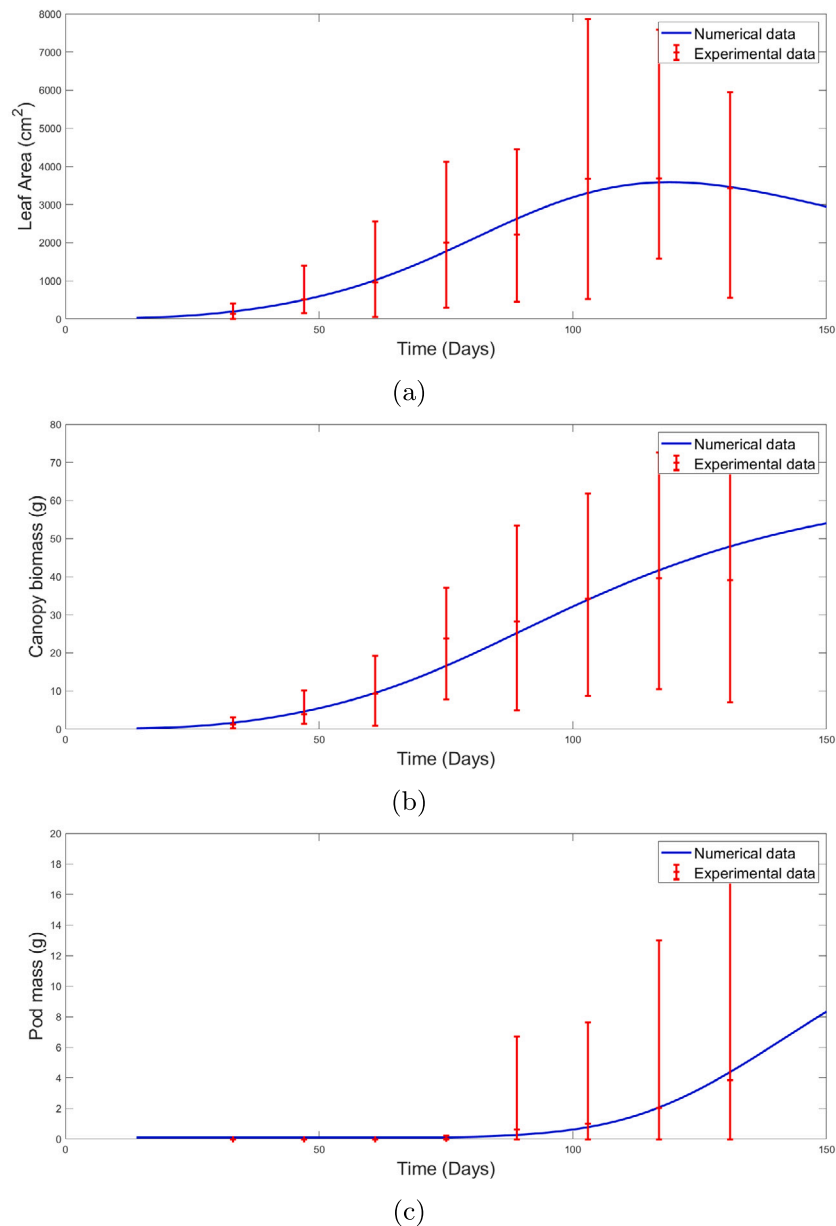 8000
7000
6000
5000
4000
3000
2000
1000
0
Leaf Area (cm²)
Numerical data
Experimental data
0 50 100 150
Time (Days)
(a)
80
70
60
50
40
30
20
10
0
Canopy biomass (g)
Numerical data
Experimental data
0 50 100 150
Time (Days)
(b)
20
18
16
14
12
10
8
6
4
2
0
Pod mass (g)
Numerical data
Experimental data
0 50 100 150
Time (Days)
(c)